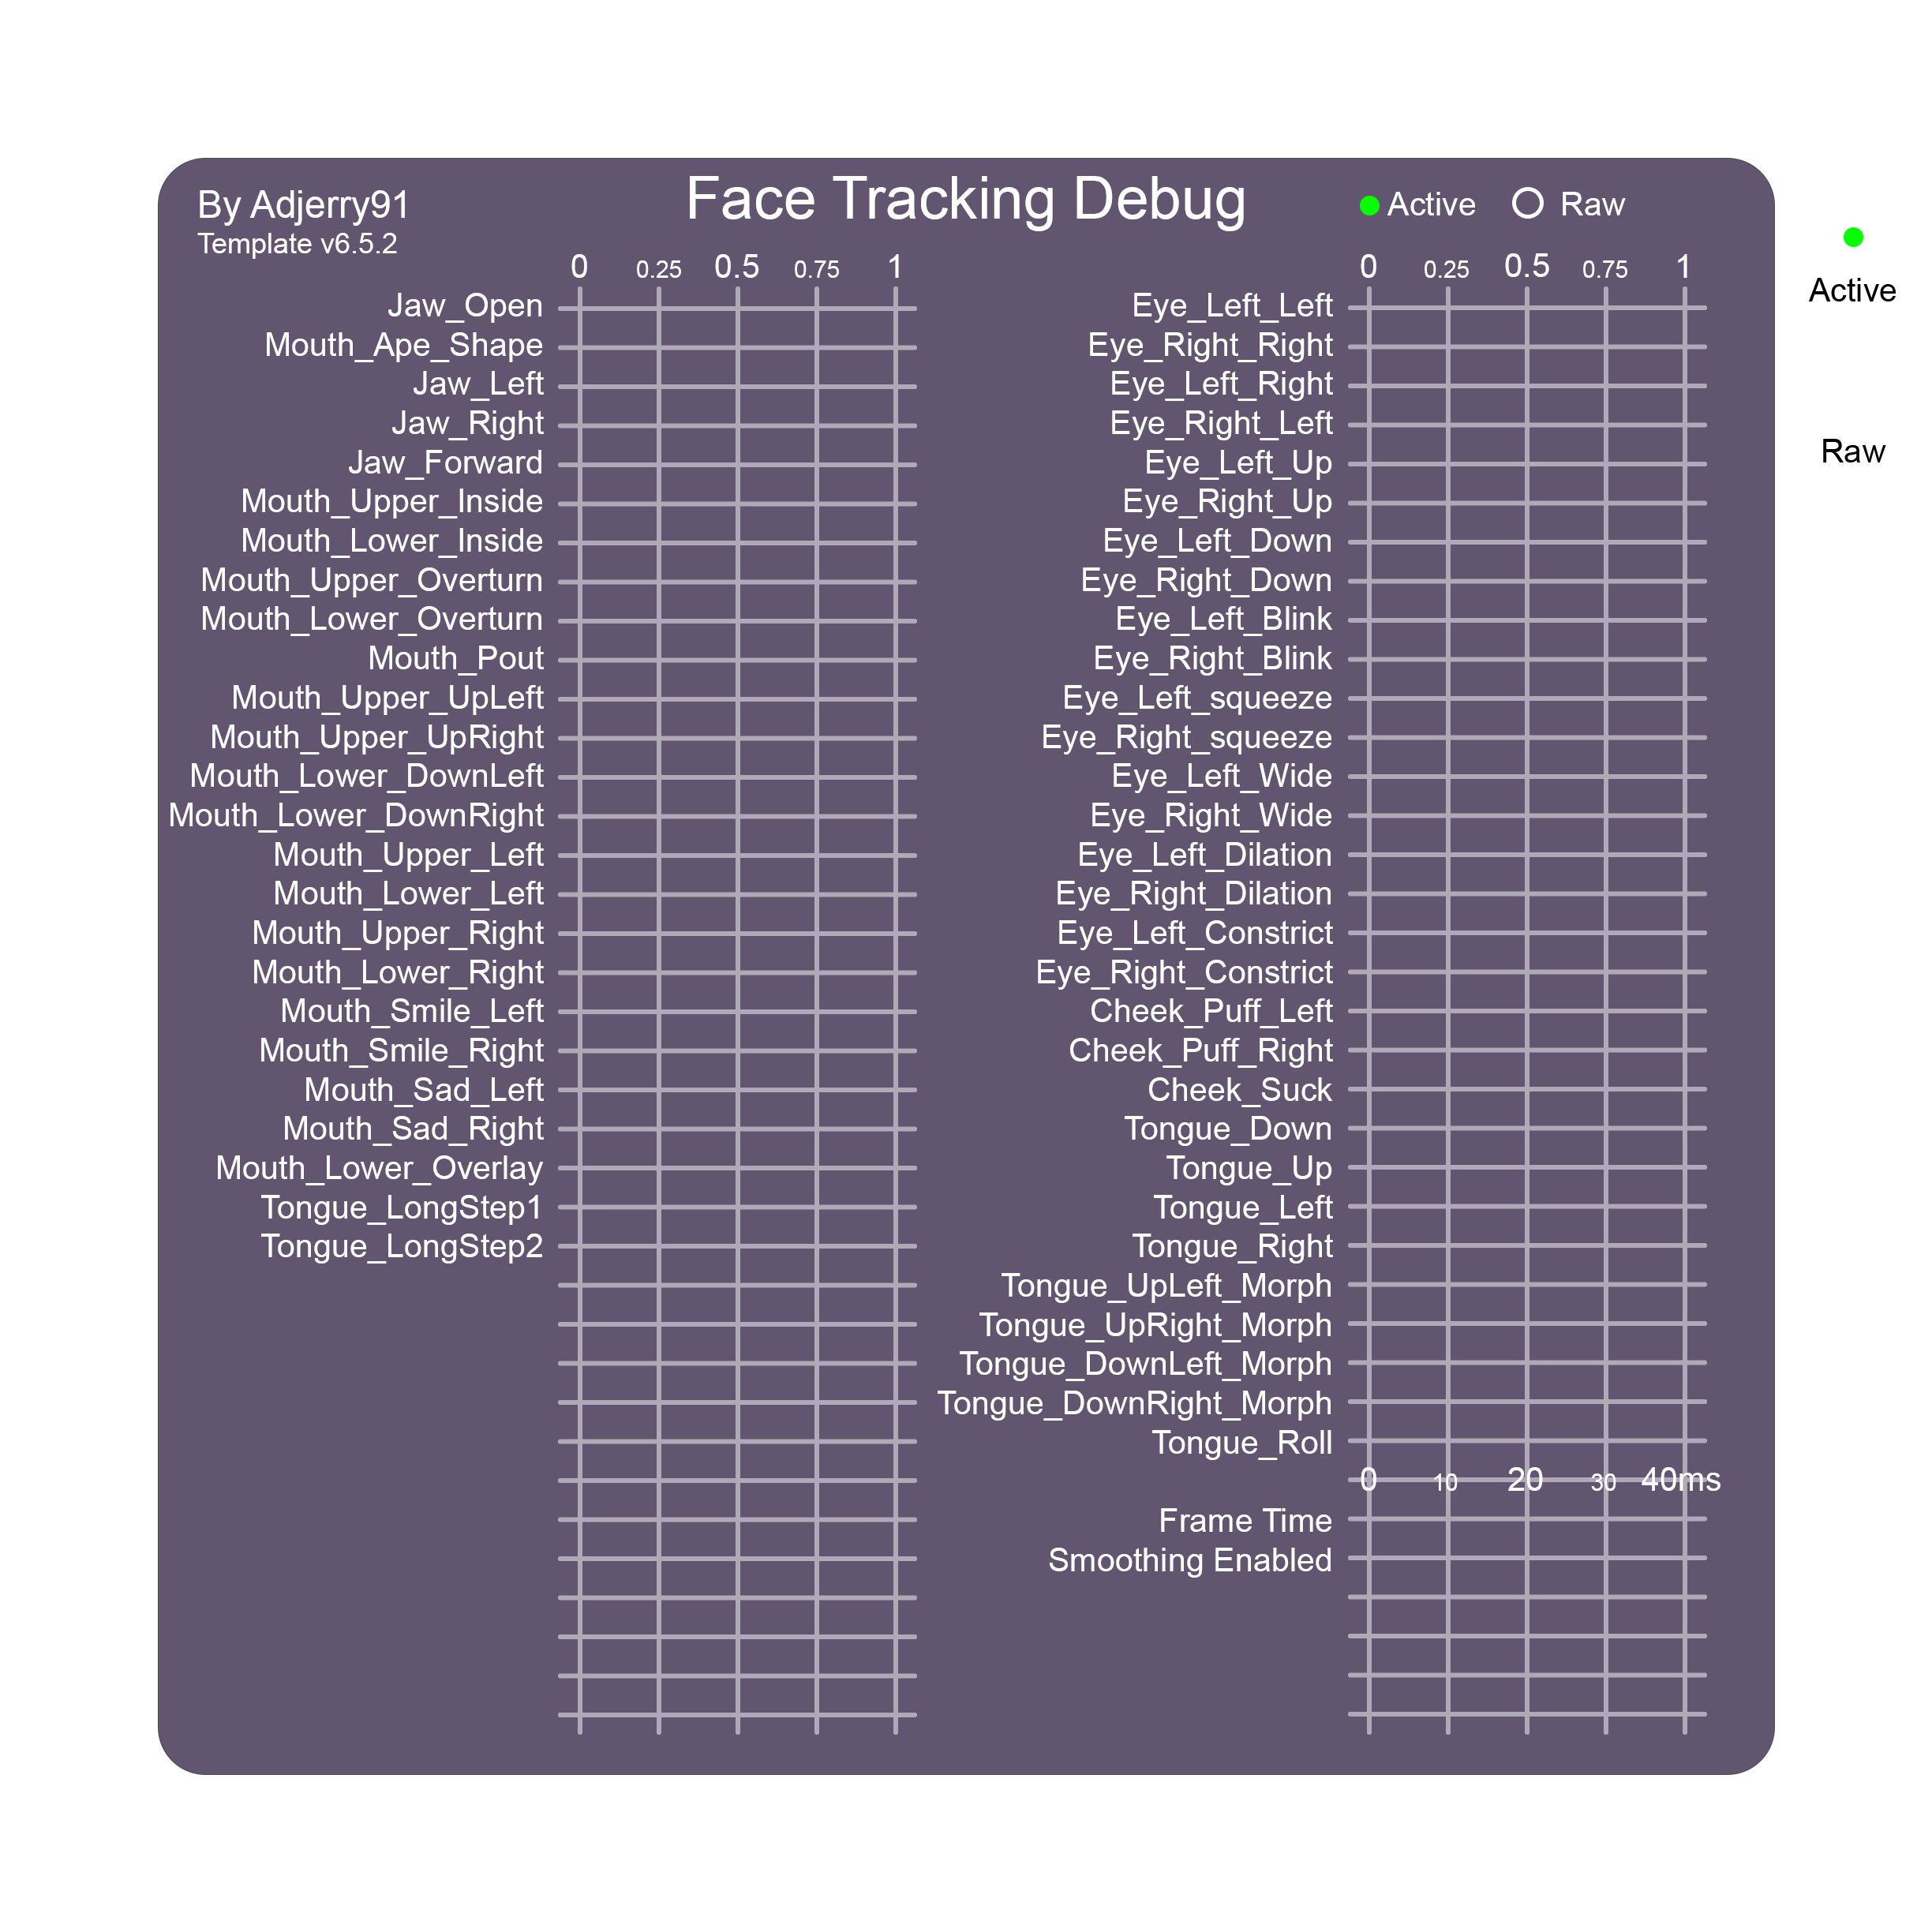 By Adjerry91
Template v6.5.2
Face Tracking Debug
Active
Raw
0 0.25 0.5 0.75 1
Jaw_Open
Mouth_Ape_Shape
Jaw_Left
Jaw_Right
Jaw_Forward
Mouth_Upper_Inside
Mouth_Lower_Inside
Mouth_Upper_Overturn
Mouth_Lower_Overturn
Mouth_Pout
Mouth_Upper_UpLeft
Mouth_Upper_UpRight
Mouth_Lower_DownLeft
Mouth_Lower_DownRight
Mouth_Upper_Left
Mouth_Lower_Left
Mouth_Upper_Right
Mouth_Lower_Right
Mouth_Smile_Left
Mouth_Smile_Right
Mouth_Sad_Left
Mouth_Sad_Right
Mouth_Lower_Overlay
Tongue_LongStep1
Tongue_LongStep2
0 0.25 0.5 0.75 1
Eye_Left_Left
Eye_Right_Right
Eye_Left_Right
Eye_Right_Left
Eye_Left_Up
Eye_Right_Up
Eye_Left_Down
Eye_Right_Down
Eye_Left_Blink
Eye_Right_Blink
Eye_Left_squeeze
Eye_Right_squeeze
Eye_Left_Wide
Eye_Right_Wide
Eye_Left_Dilation
Eye_Right_Dilation
Eye_Left_Constrict
Eye_Right_Constrict
Cheek_Puff_Left
Cheek_Puff_Right
Cheek_Suck
Tongue_Down
Tongue_Up
Tongue_Left
Tongue_Right
Tongue_UpLeft_Morph
Tongue_UpRight_Morph
Tongue_DownLeft_Morph
Tongue_DownRight_Morph
Tongue_Roll
0 10 20 30 40ms
Frame Time
Smoothing Enabled
Active
Raw